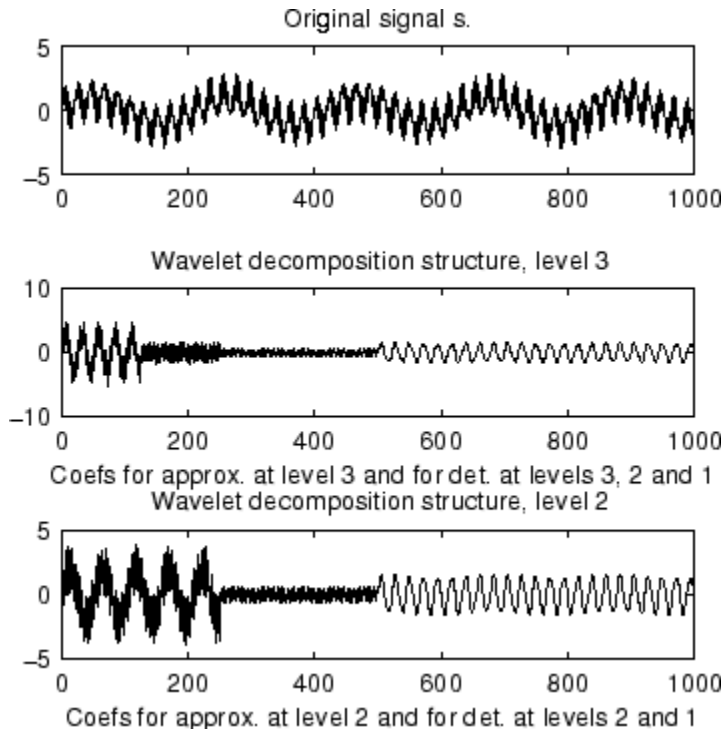 Original signal s.
5
0
−5
0 200 400 600 800 1000
Wavelet decomposition structure, level 3
10
0
−10
0 200 400 600 800 1000
Coefs for approx. at level 3 and for det. at levels 3, 2 and 1
Wavelet decomposition structure, level 2
5
0
−5
0 200 400 600 800 1000
Coefs for approx. at level 2 and for det. at levels 2 and 1